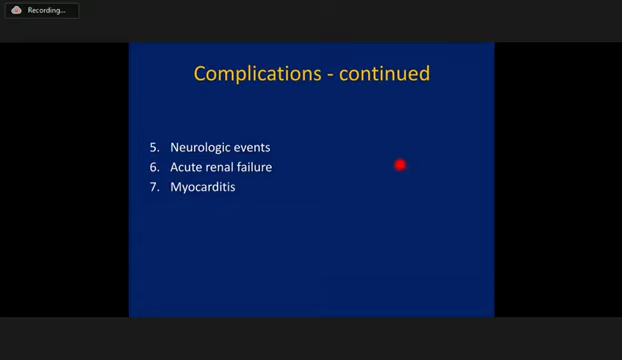 Recording...
Complications - continued
5. Neurologic events
6. Acute renal failure
7. Myocarditis